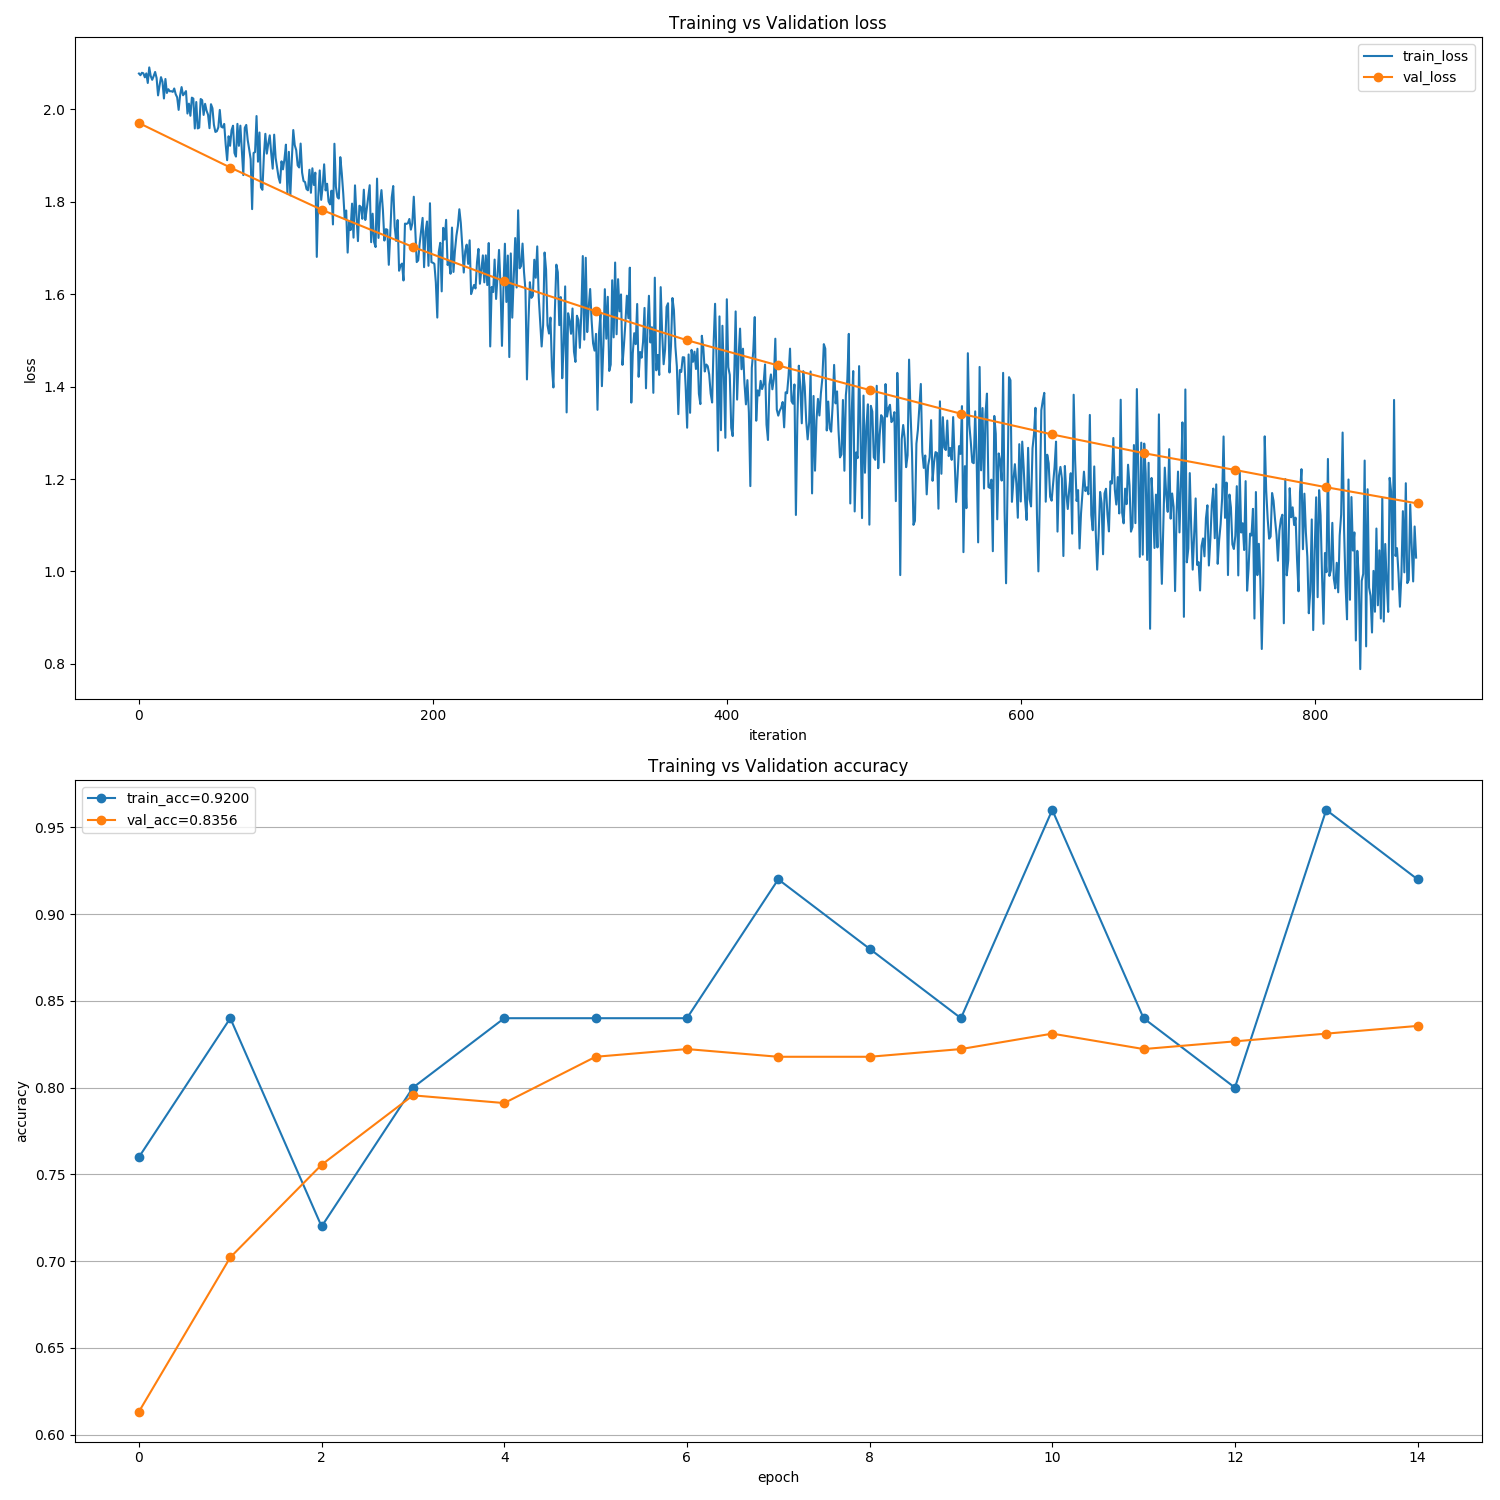 Training vs Validation loss
train_loss
val_loss
2.0
1.8
1.6
1.4
1.2
1.0
0.8
loss
0 200 400 600 800
iteration
Training vs Validation accuracy
train_acc=0.9200
val_acc=0.8356
0.95
0.90
0.85
0.80
0.75
0.70
0.65
0.60
accuracy
0 2 4 6 8 10 12 14
epoch